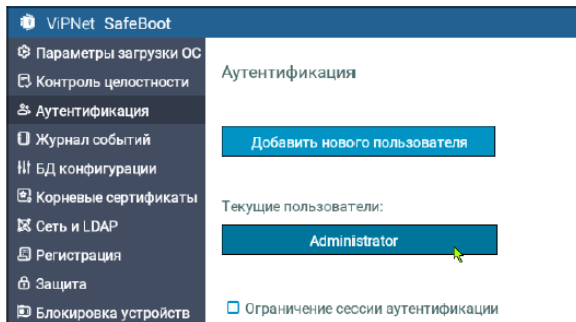 ViPNet SafeBoot
Параметры загрузки ОС
Контроль целостности
Аутентификация
Журнал событий
БД конфигурации
Корневые сертификаты
Сеть и LDAP
Регистрация
Защита
Блокировка устройств
Аутентификация
Добавить нового пользователя
Текущие пользователи:
Administrator
Ограничение сессии аутентификации